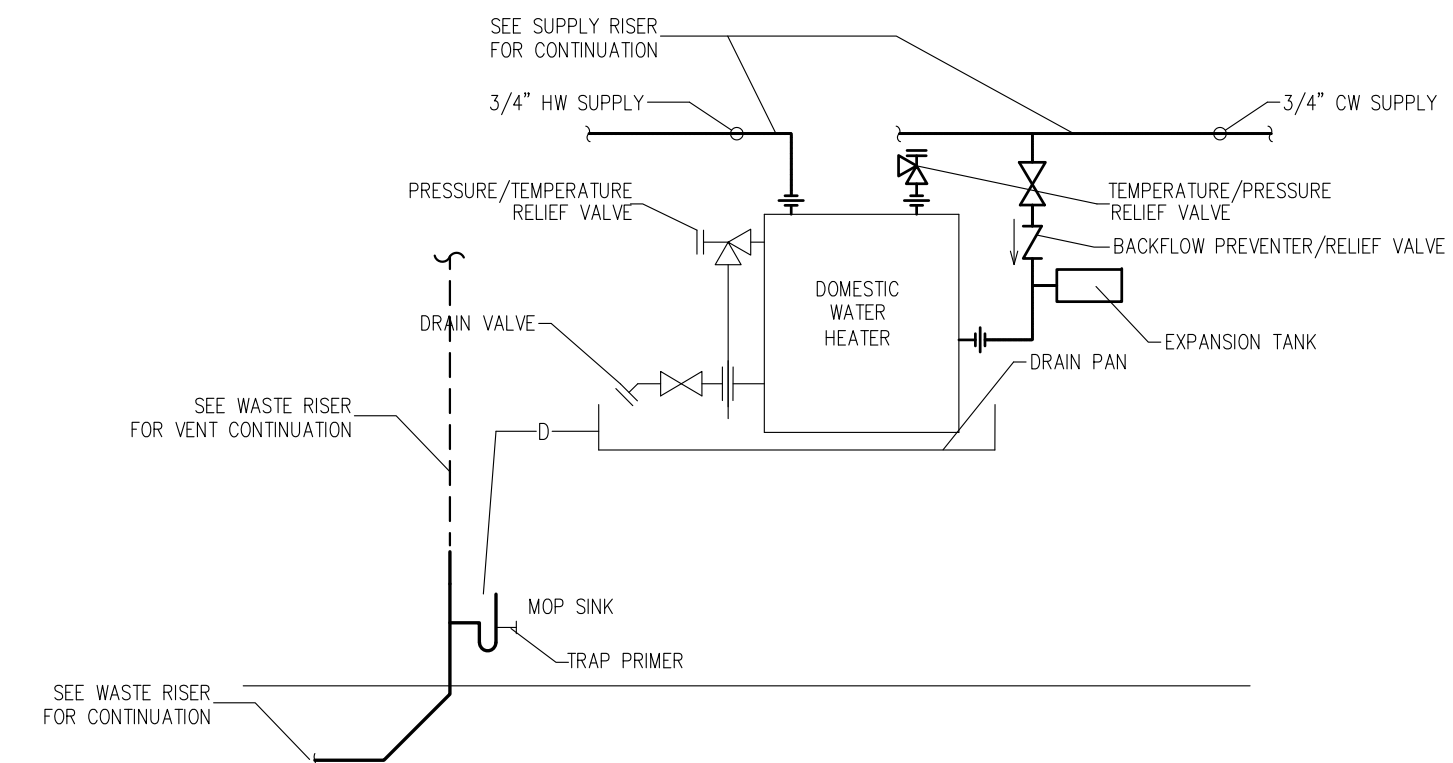 SEE SUPPLY RISER
FOR CONTINUATION
3/4" HW SUPPLY
3/4" CW SUPPLY
PRESSURE/TEMPERATURE
RELIEF VALVE
TEMPERATURE/PRESSURE
RELIEF VALVE
BACKFLOW PREVENTER/RELIEF VALVE
DOMESTIC
WATER
HEATER
DRAIN VALVE
EXPANSION TANK
DRAIN PAN
SEE WASTE RISER
FOR VENT CONTINUATION
D
MOP SINK
TRAP PRIMER
SEE WASTE RISER
FOR CONTINUATION